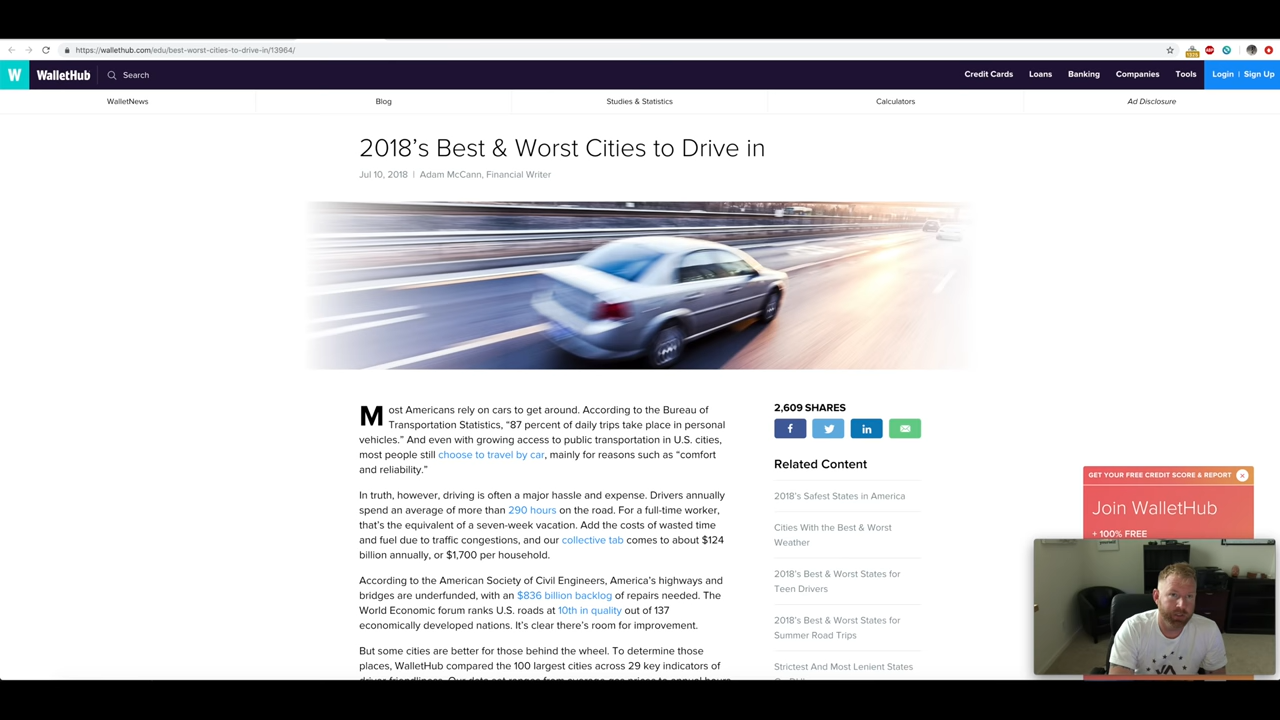 https://wallethub.com/edu/best-worst-cities-to-drive-in/13964/
W WalletHub Search Credit Cards Loans Banking Companies Tools Login | Sign Up
WalletNews Blog Studies & Statistics Calculators Ad Disclosure
2018's Best & Worst Cities to Drive in
Jul 10, 2018 | Adam McCann, Financial Writer
Most Americans rely on cars to get around. According to the Bureau of
Transportation Statistics, “87 percent of daily trips take place in personal
vehicles.” And even with growing access to public transportation in U.S. cities,
most people still choose to travel by car, mainly for reasons such as “comfort
and reliability.”
In truth, however, driving is often a major hassle and expense. Drivers annually
spend an average of more than 290 hours on the road. For a full-time worker,
that's the equivalent of a seven-week vacation. Add the costs of wasted time
and fuel due to traffic congestions, and our collective tab comes to about $124
billion annually, or $1,700 per household.
According to the American Society of Civil Engineers, America's highways and
bridges are underfunded, with an $836 billion backlog of repairs needed. The
World Economic forum ranks U.S. roads at 10th in quality out of 137
economically developed nations. It's clear there's room for improvement.
But some cities are better for those behind the wheel. To determine those
places, WalletHub compared the 100 largest cities across 29 key indicators of
2,609 SHARES
f in
Related Content
2018's Safest States in America
Cities With the Best & Worst
Weather
2018's Best & Worst States for
Teen Drivers
2018's Best & Worst States for
Summer Road Trips
Strictest And Most Lenient States
GET YOUR FREE CREDIT SCORE & REPORT
Join WalletHub
+ 100% FREE